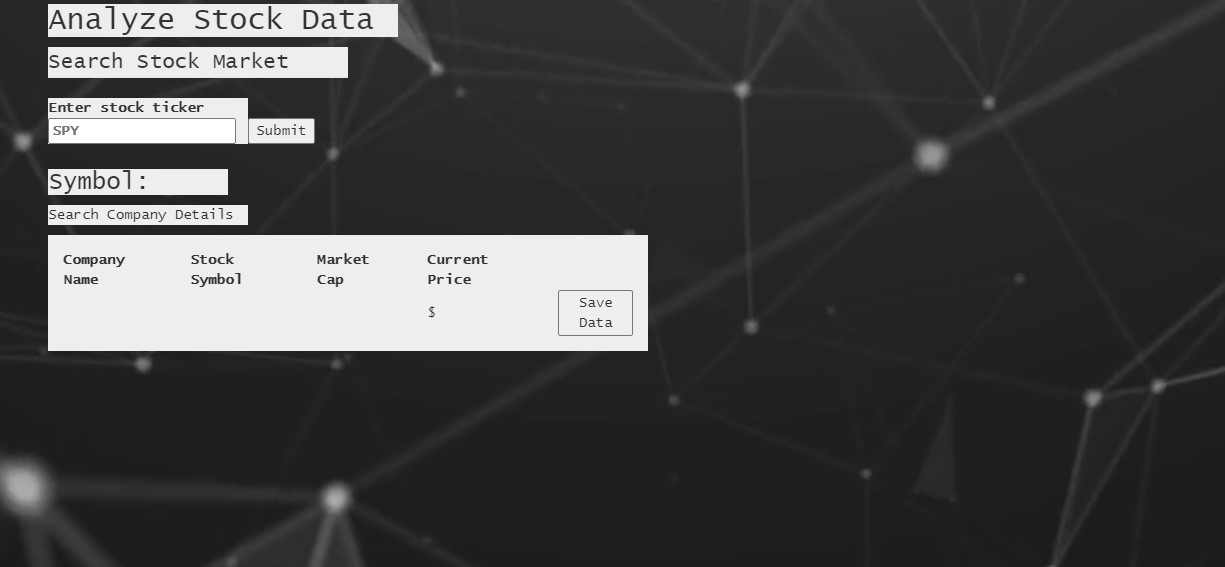 Analyze Stock Data
Search Stock Market
Enter stock ticker
SPY
Submit
Symbol:
Search Company Details
Company Name
Stock Symbol
Market Cap
Current Price
$
Save Data